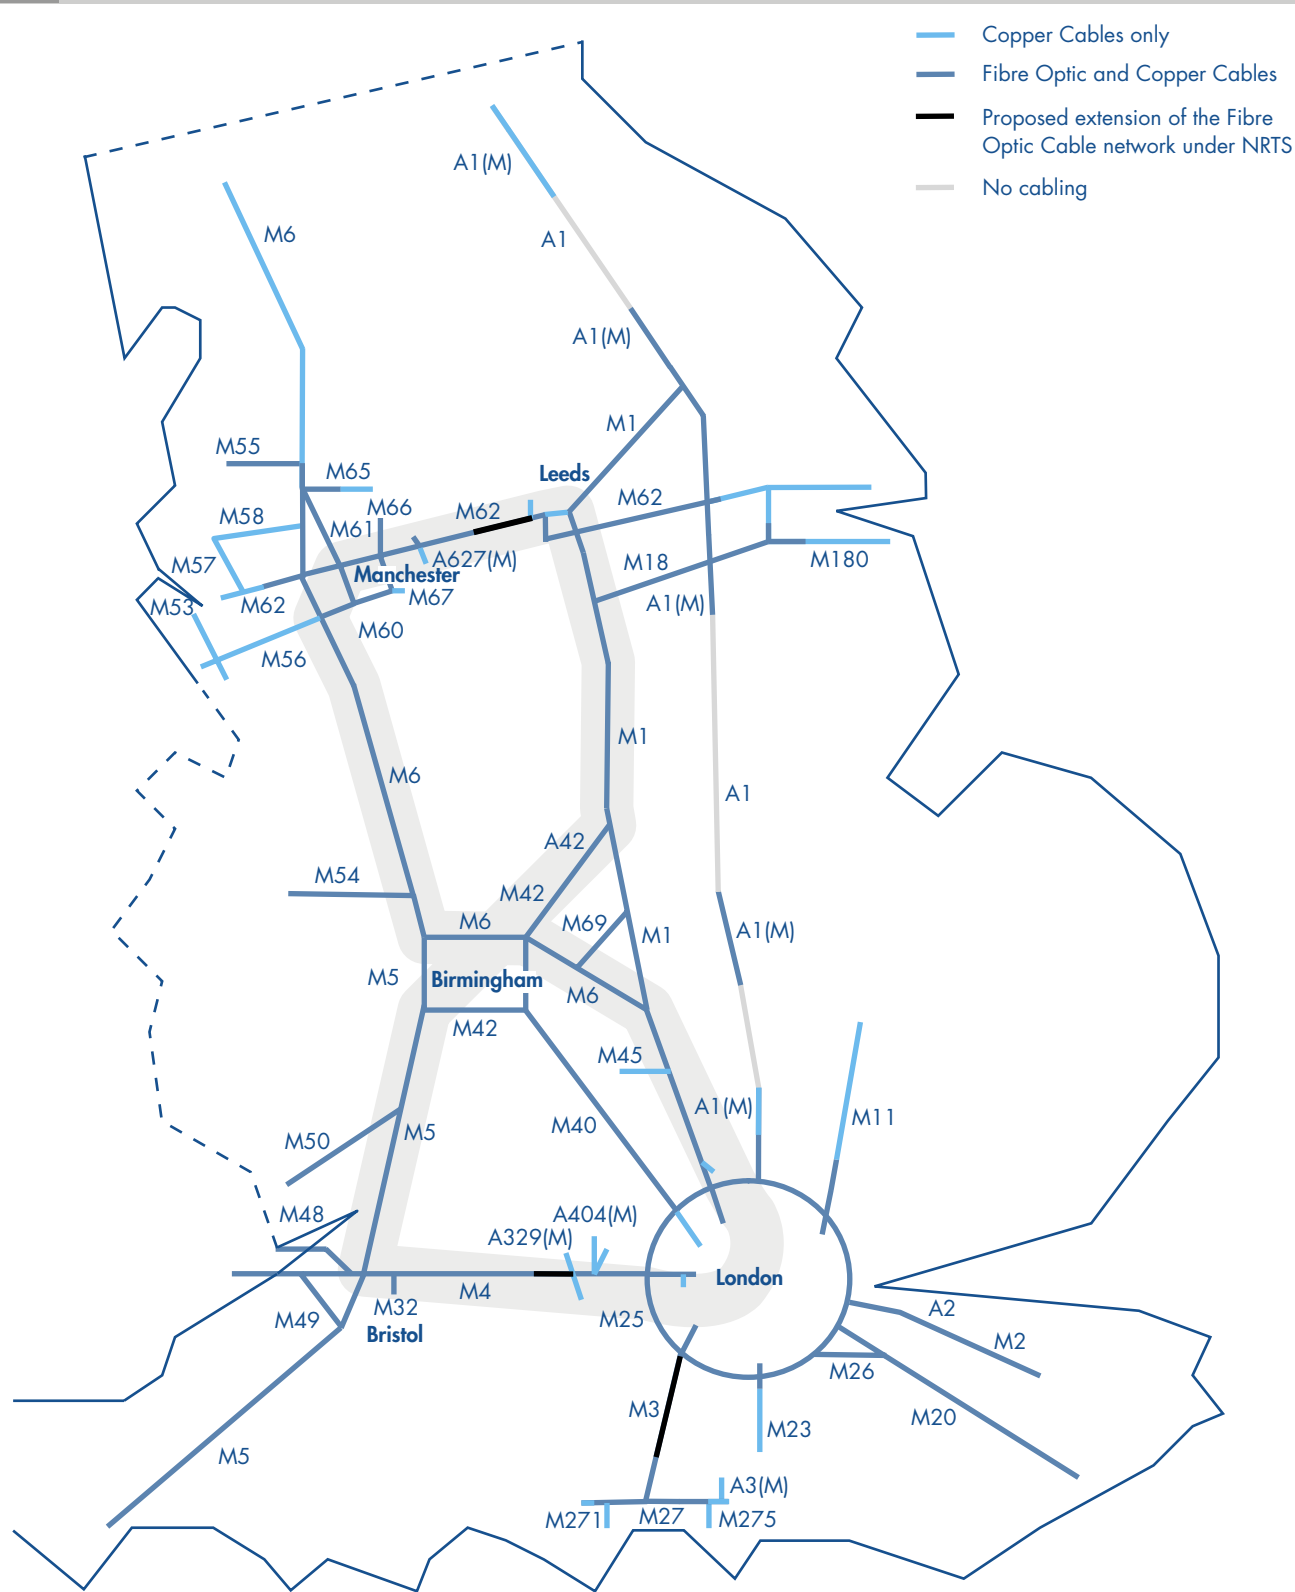 Copper Cables only
Fibre Optic and Copper Cables
Proposed extension of the Fibre
Optic Cable network under NRTS
No cabling
A1(M)
M6
A1
A1(M)
M1
M55
M65
Leeds
M62
M66
M62
M58
M61
A627(M)
M57
Manchester
M18
M180
M53
M62
M67
A1(M)
M60
M56
M1
M6
A1
A42
M54
M42
M6
M69
M1
A1(M)
M5
Birmingham
M6
M42
M45
A1(M)
M11
M40
M50
M5
M48
A404(M)
A329(M)
London
M4
M32
M49
Bristol
M25
A2
M2
M26
M3
M23
M20
M5
A3(M)
M271
M27
M275